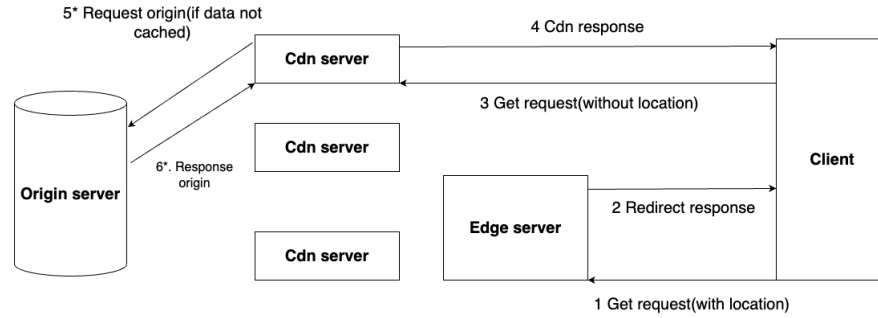 5* Request origin(if data not
cached)
4 Cdn response
Cdn server
3 Get request(without location)
Cdn server
6*. Response
origin
Origin server
Client
2 Redirect response
Edge server
Cdn server
1 Get request(with location)